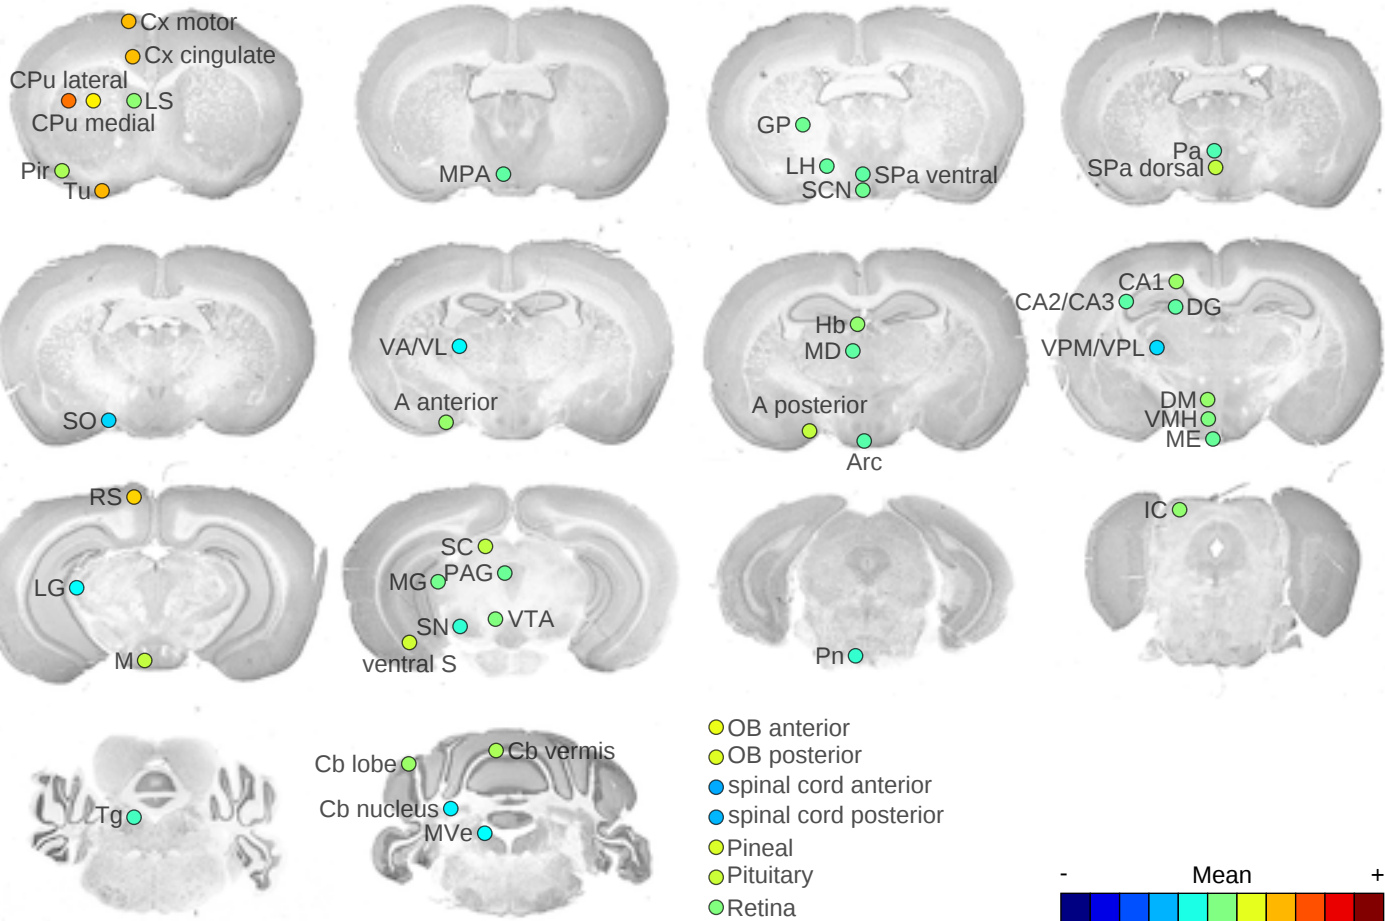 Cx motor
Cx cingulate
CPu lateral
LS
CPu medial
Pir
Tu
MPA
GP
LH
SPa ventral
SCN
Pa
SPa dorsal
SO
VA/VL
A anterior
Hb
MD
A posterior
Arc
CA1
CA2/CA3
DG
VPM/VPL
DM
VMH
ME
RS
LG
M
SC
MG
PAG
SN
VTA
ventral S
Pn
IC
Tg
Cb lobe
Cb vermis
Cb nucleus
MVe
OB anterior
OB posterior
spinal cord anterior
spinal cord posterior
Pineal
Pituitary
Retina
- Mean +